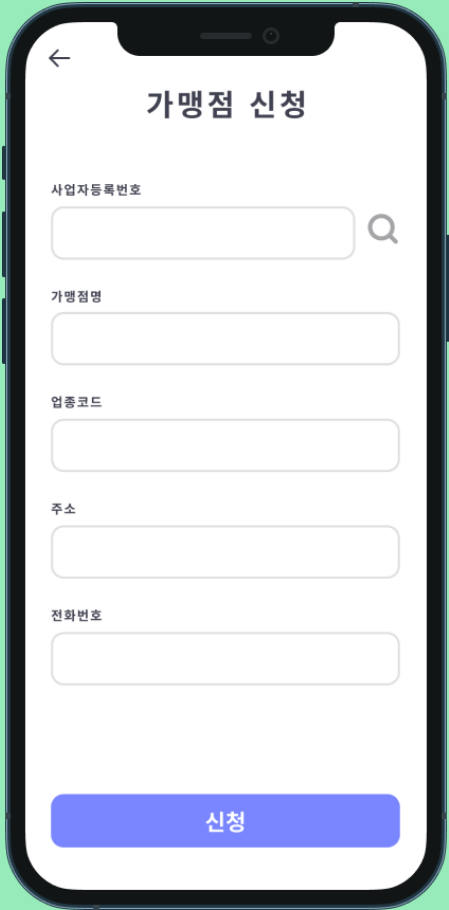 가맹점 신청
사업자등록번호
가맹점명
업종코드
주소
전화번호
신청